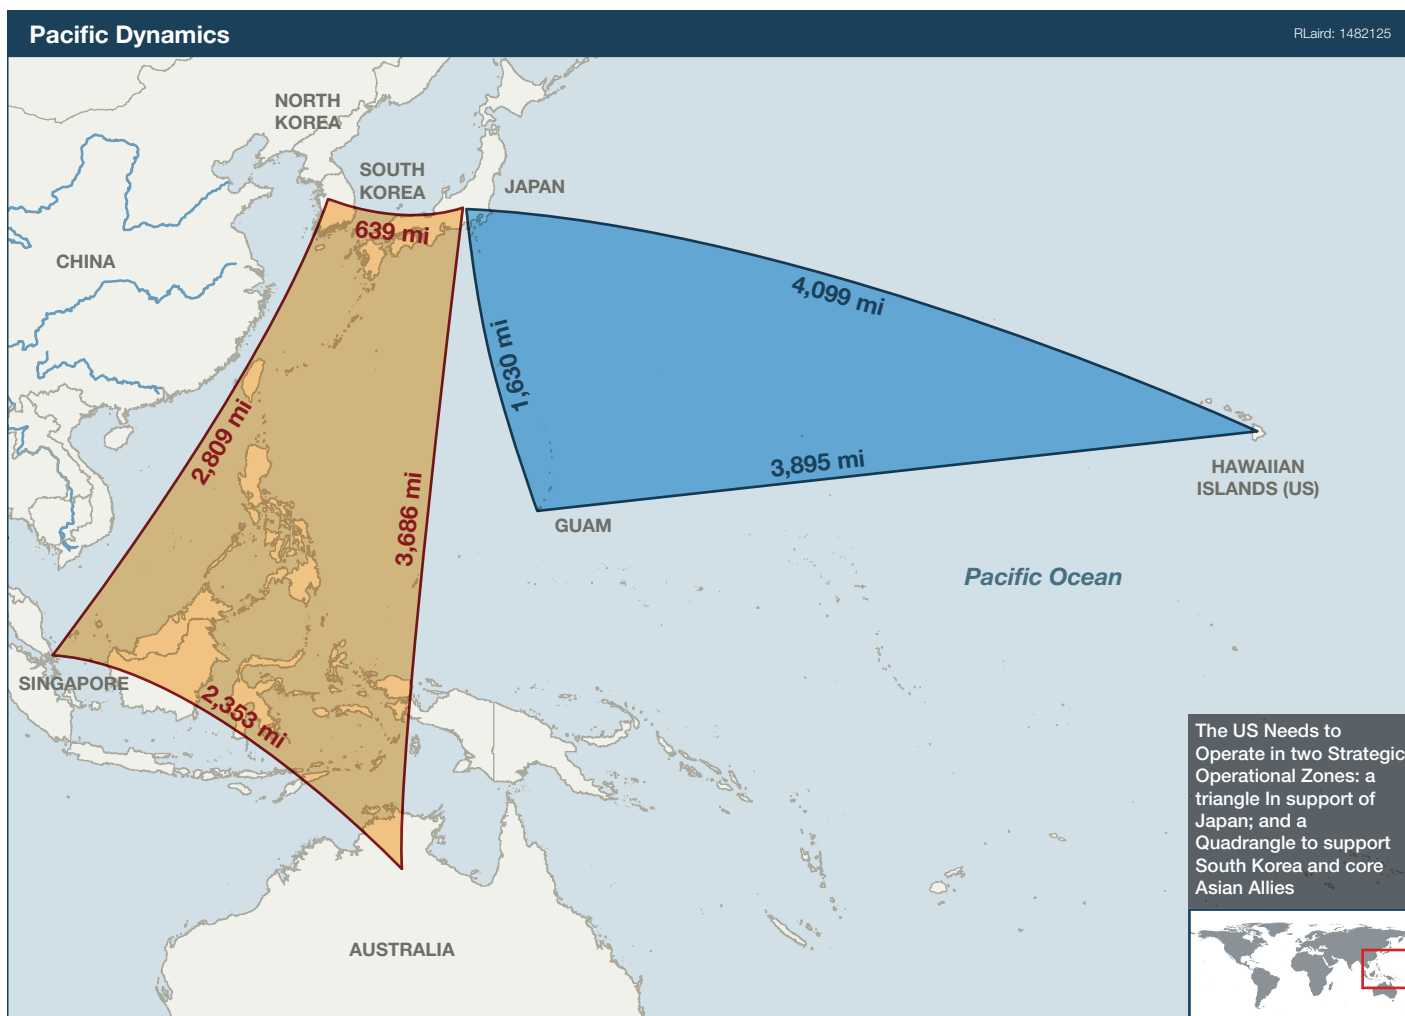 Pacific Dynamics
RLaird: 1482125
NORTH
KOREA
SOUTH
KOREA
JAPAN
639 mi
CHINA
4,099 mi
1,630 mi
2,809 mi
3,895 mi
HAWAIIAN
ISLANDS (US)
3,686 mi
GUAM
Pacific Ocean
SINGAPORE
2,353 mi
The US Needs to
Operate in two Strategic
Operational Zones: a
triangle In support of
Japan; and a
Quadrangle to support
South Korea and core
Asian Allies
AUSTRALIA